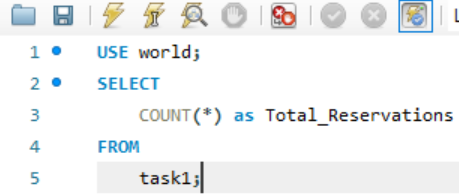 1 USE world;
2 SELECT
3 COUNT(*) as Total_Reservations
4 FROM
5 task1;